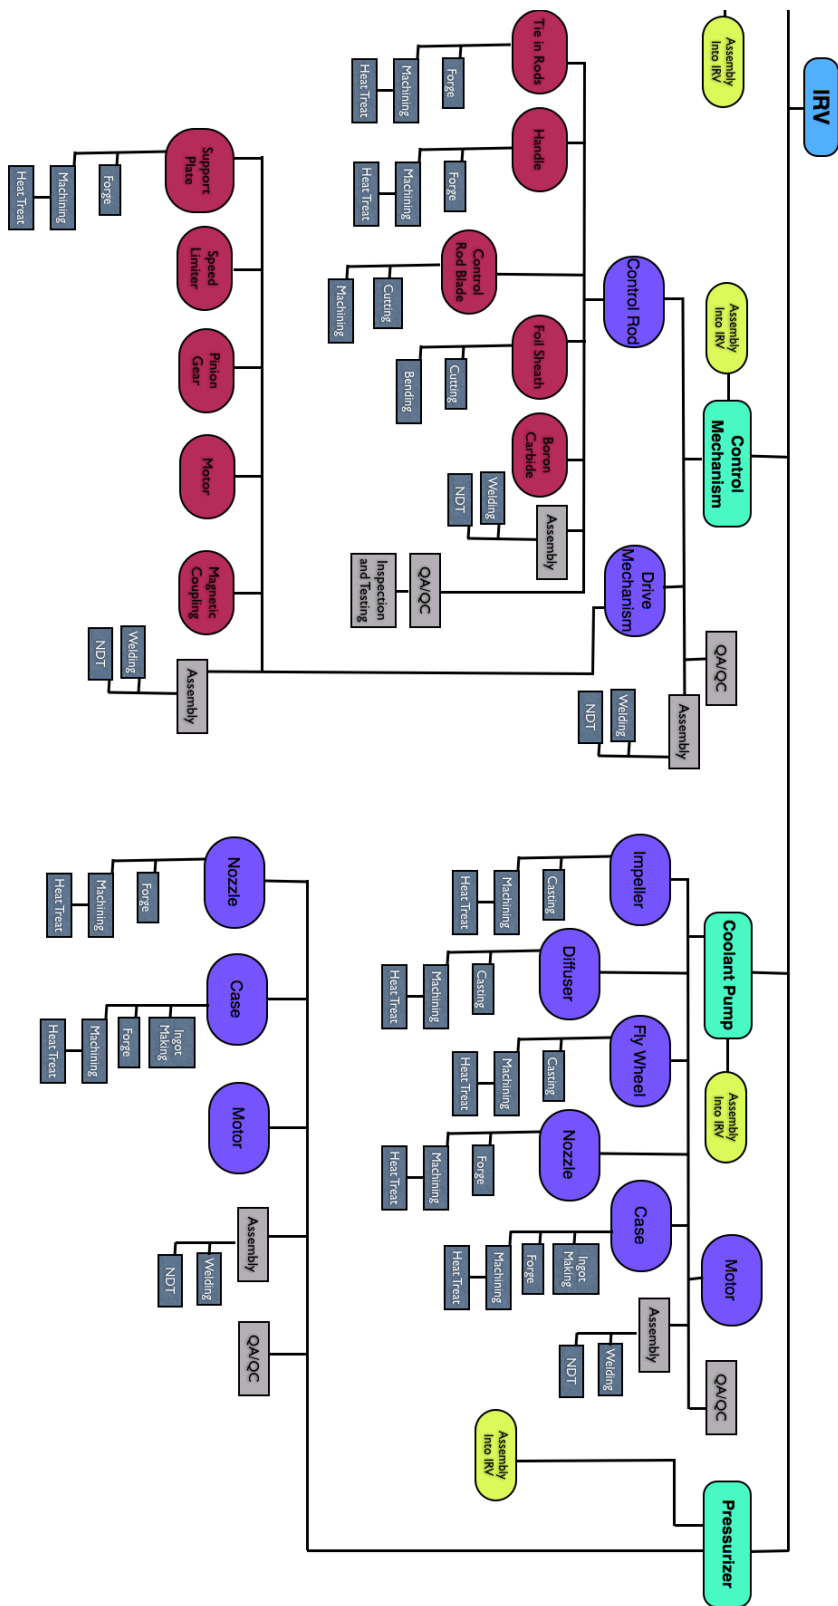 IRV
Assembly
Into IRV
Control
Mechanism
Assembly
Into IRV
Control Rod
Tie in Rods
Forge
Machining
Heat Treat
Handle
Forge
Machining
Heat Treat
Control
Rod Blade
Cutting
Machining
Foil Sheath
Cutting
Bending
Boron
Carbide
Assembly
Welding
NDT
QA/QC
Inspection
and Testing
Drive
Mechanism
Support
Plate
Forge
Machining
Heat Treat
Speed
Limiter
Pinion
Gear
Motor
Magnetic
Coupling
Assembly
Welding
NDT
QA/QC
Assembly
Welding
NDT
Coolant Pump
Assembly
Into IRV
Impeller
Casting
Machining
Heat Treat
Diffuser
Casting
Machining
Heat Treat
Fly Wheel
Casting
Machining
Heat Treat
Nozzle
Forge
Machining
Heat Treat
Case
Ingot
Making
Forge
Machining
Heat Treat
Motor
Assembly
Welding
NDT
QA/QC
Pressurizer
Assembly
Into IRV
Nozzle
Forge
Machining
Heat Treat
Case
Ingot
Making
Forge
Machining
Heat Treat
Motor
Assembly
Welding
NDT
QA/QC